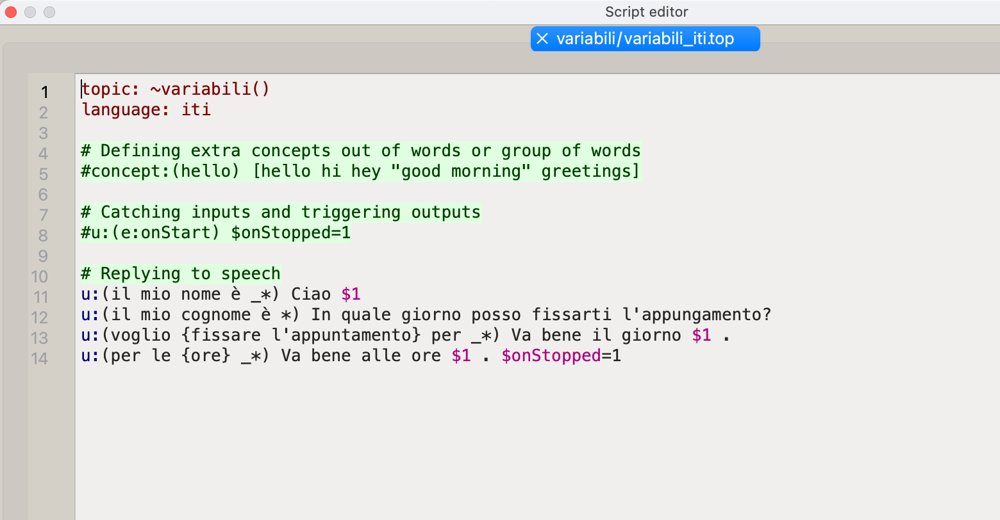 Script editor
variabili/variabili_iti.top
1 topic: ~variabili()
2 language: iti
3
4 # Defining extra concepts out of words or group of words
5 #concept:(hello) [hello hi hey "good morning" greetings]
6
7 # Catching inputs and triggering outputs
8 #u:(e:onStart) $onStopped=1
9
10 # Replying to speech
11 u:(il mio nome è _*) Ciao $1
12 u:(il mio cognome è *) In quale giorno posso fissarti l'appungamento?
13 u:(voglio {fissare l'appuntamento} per _*) Va bene il giorno $1 .
14 u:(per le {ore} _*) Va bene alle ore $1 . $onStopped=1